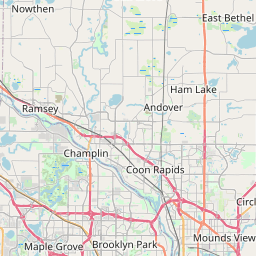 Nowthen
East Bethel
Ham Lake
Ramsey
Andover
Champlin
Coon Rapids
Circl
Mounds View
Maple Grove
Brooklyn Park